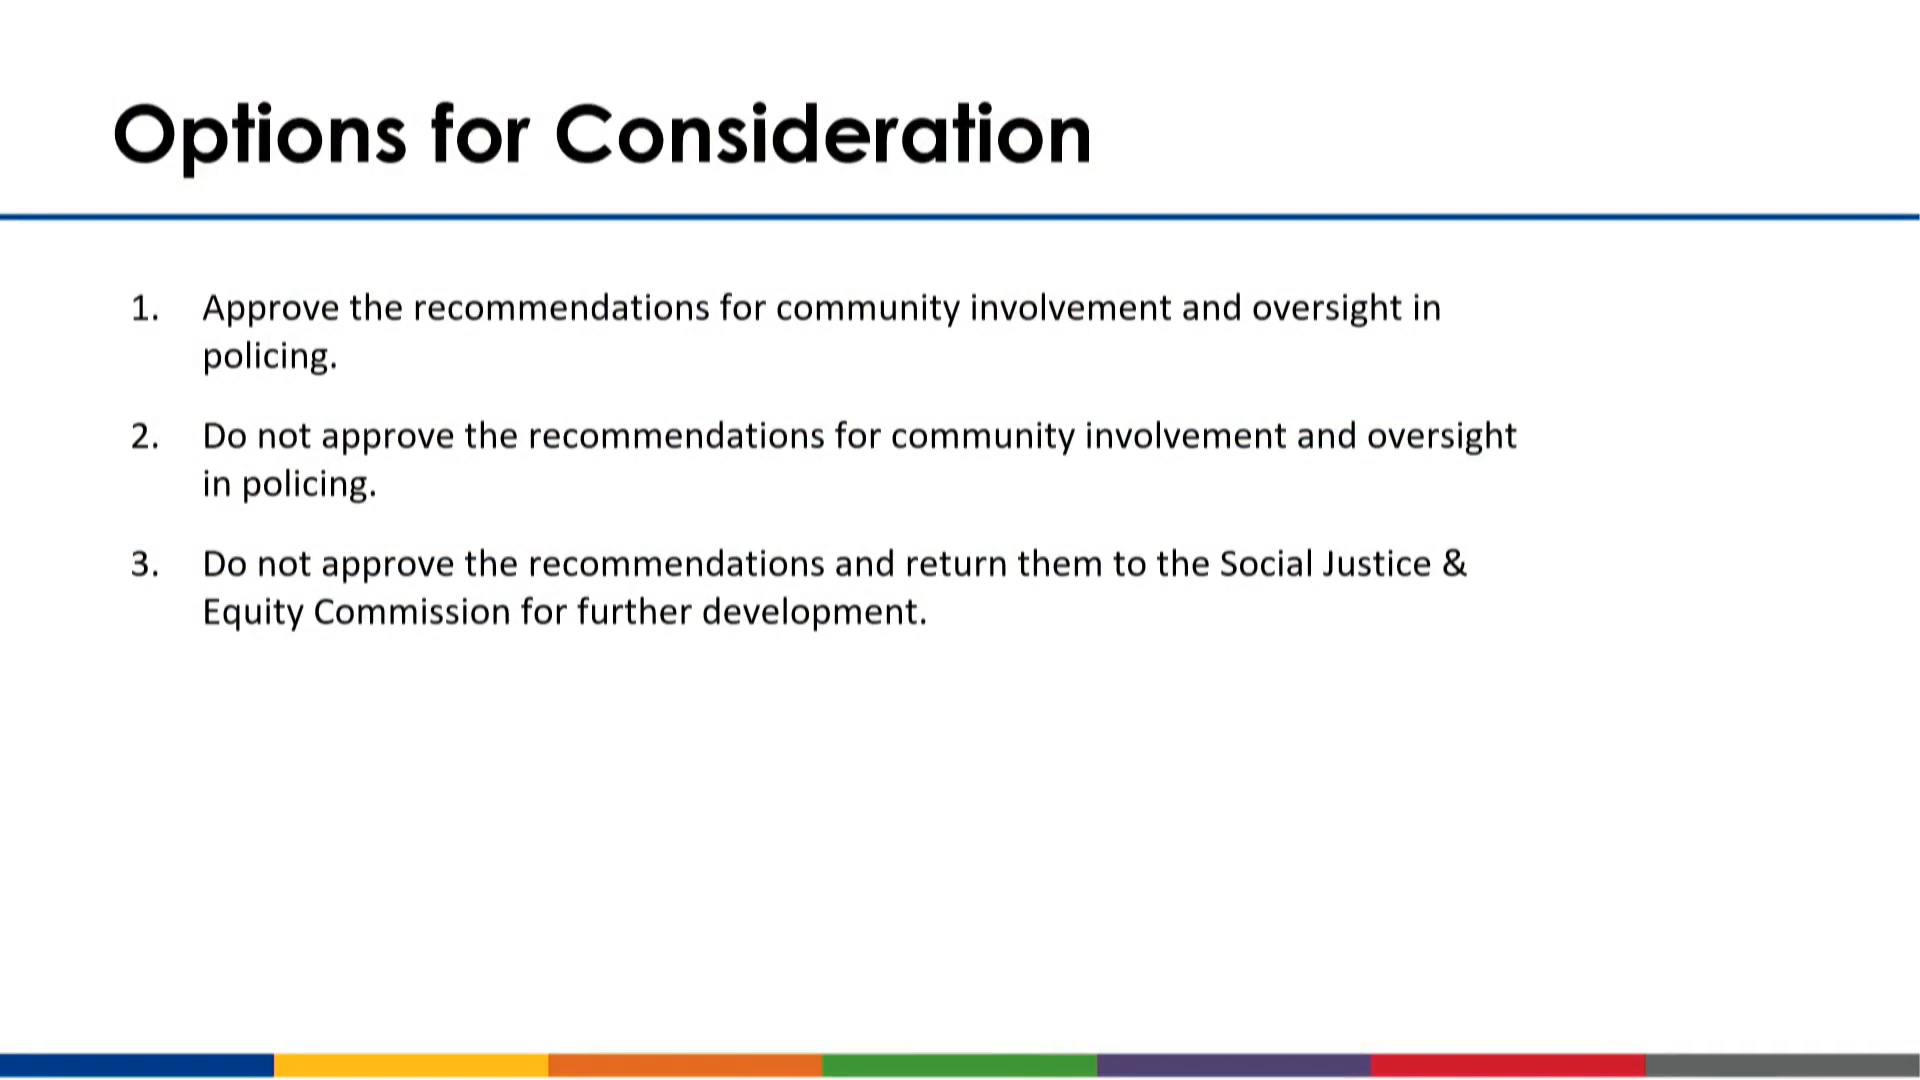 Options for Consideration
1. Approve the recommendations for community involvement and oversight in
policing.
2. Do not approve the recommendations for community involvement and oversight
in policing.
3. Do not approve the recommendations and return them to the Social Justice &
Equity Commission for further development.